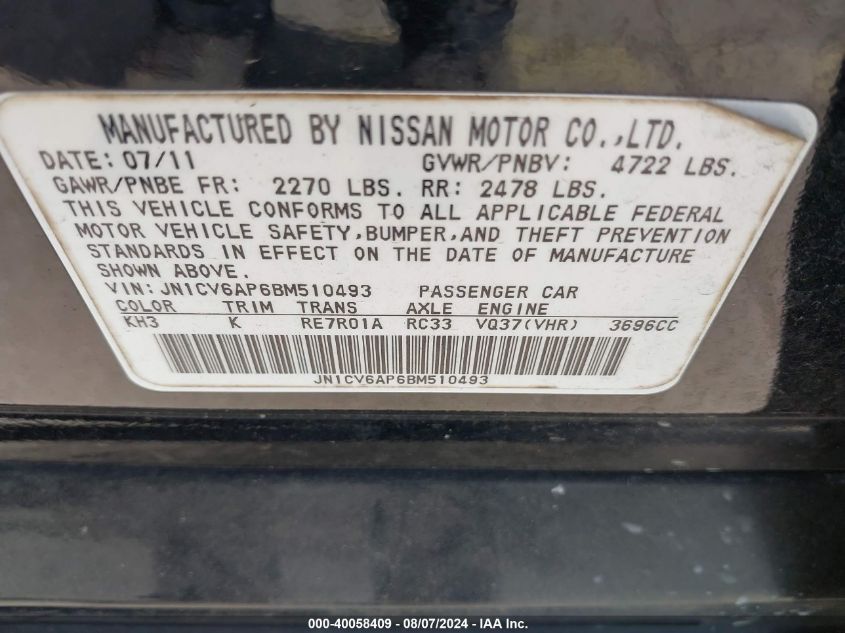 MANUFACTURED BY NISSAN MOTOR CO.,LTD.
DATE: 07/11 GVWR/PNBV: 4722 LBS.
GAWR/PNBE FR: 2270 LBS. RR: 2478 LBS.
THIS VEHICLE CONFORMS TO ALL APPLICABLE FEDERAL
MOTOR VEHICLE SAFETY,BUMPER,AND THEFT PREVENTION
STANDARDS IN EFFECT ON THE DATE OF MANUFACTURE
SHOWN ABOVE.
VIN: JN1CV6AP6BM510493 PASSENGER CAR
COLOR TRIM TRANS AXLE ENGINE
KH3 K RE7R01A RC33 VQ37(VHR) 3696CC
JN1CV6AP6BM510493
000-40058409 - 08/07/2024 - IAA Inc.